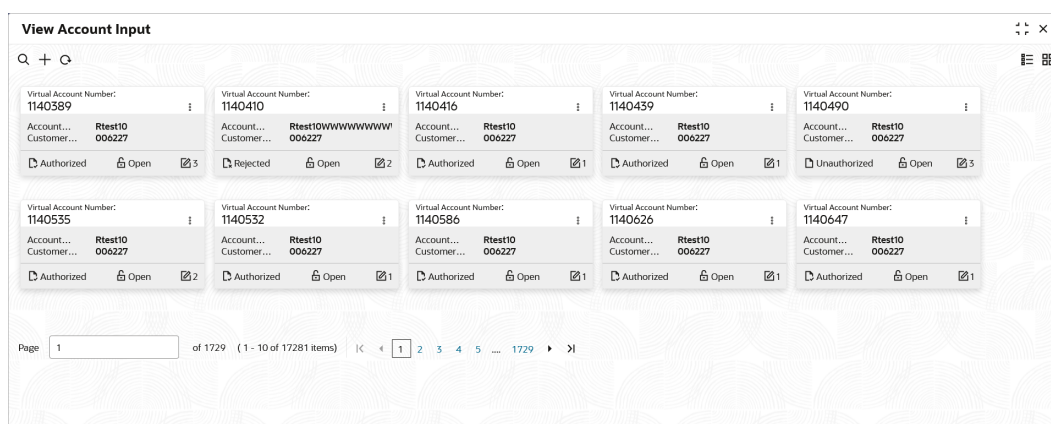 View Account Input
Virtual Account Number:
1140389
Account... Rtest10
Customer... 006227
Authorized Open 3
Virtual Account Number:
1140410
Account... Rtest10WWWWWWWW
Customer... 006227
Rejected Open 2
Virtual Account Number:
1140416
Account... Rtest10
Customer... 006227
Authorized Open 1
Virtual Account Number:
1140439
Account... Rtest10
Customer... 006227
Authorized Open 1
Virtual Account Number:
1140490
Account... Rtest10
Customer... 006227
Unauthorized Open 3
Virtual Account Number:
1140535
Account... Rtest10
Customer... 006227
Authorized Open 2
Virtual Account Number:
1140532
Account... Rtest10
Customer... 006227
Authorized Open 1
Virtual Account Number:
1140586
Account... Rtest10
Customer... 006227
Authorized Open 1
Virtual Account Number:
1140626
Account... Rtest10
Customer... 006227
Authorized Open 1
Virtual Account Number:
1140647
Account... Rtest10
Customer... 006227
Authorized Open 1
Page 1 of 1729 ( 1 - 10 of 17281 items) 1 2 3 4 5 .... 1729